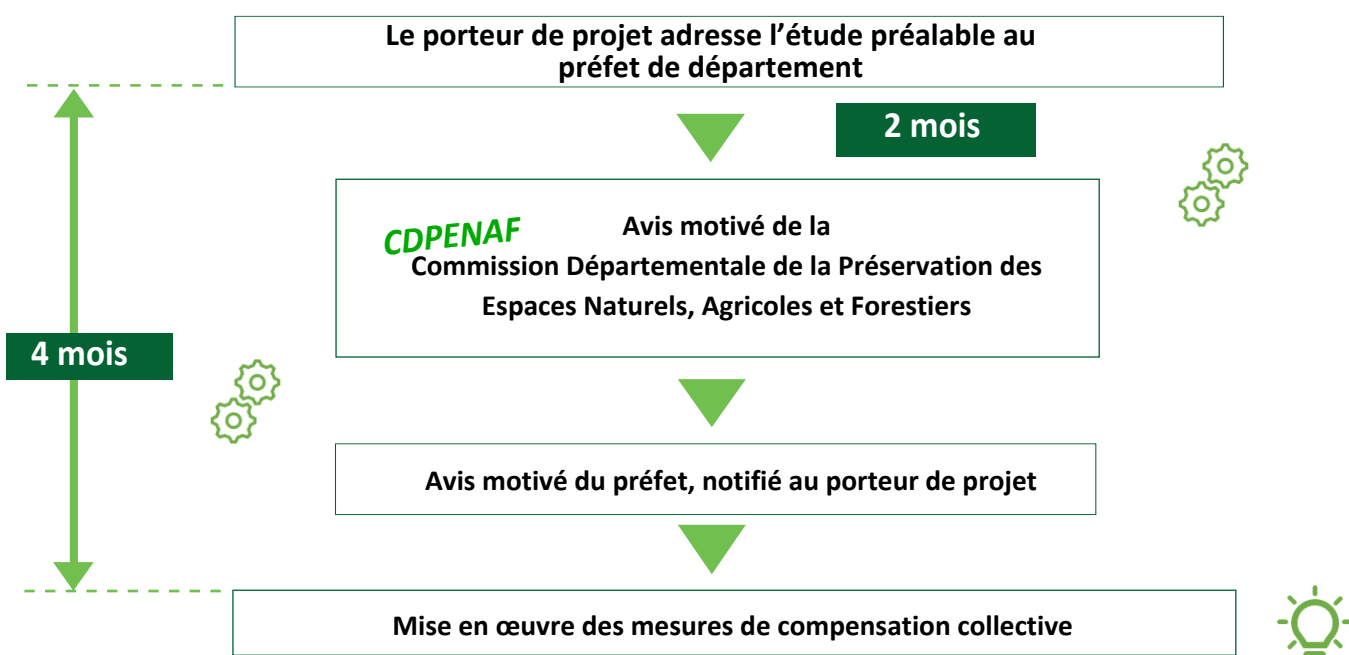 Le porteur de projet adresse l’étude préalable au
préfet de département
2 mois
CDPENAF
Avis motivé de la
Commission Départementale de la Préservation des
Espaces Naturels, Agricoles et Forestiers
4 mois
Avis motivé du préfet, notifié au porteur de projet
Mise en œuvre des mesures de compensation collective